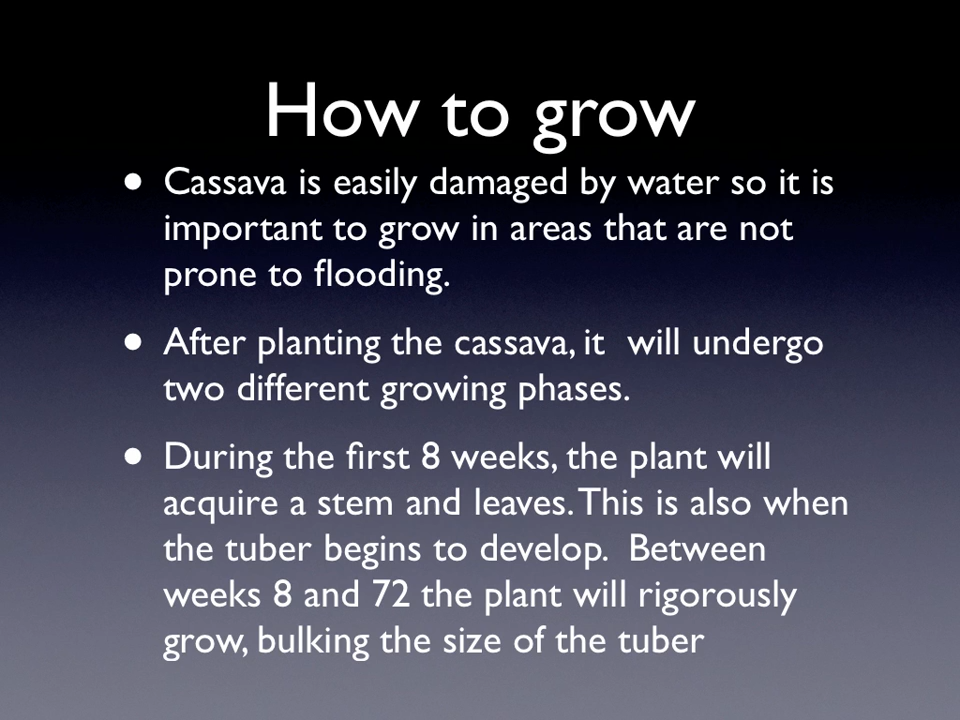 How to grow
• Cassava is easily damaged by water so it is
important to grow in areas that are not
prone to flooding.
• After planting the cassava, it  will undergo
two different growing phases.
• During the first 8 weeks, the plant will
acquire a stem and leaves. This is also when
the tuber begins to develop.  Between
weeks 8 and 72 the plant will rigorously
grow, bulking the size of the tuber